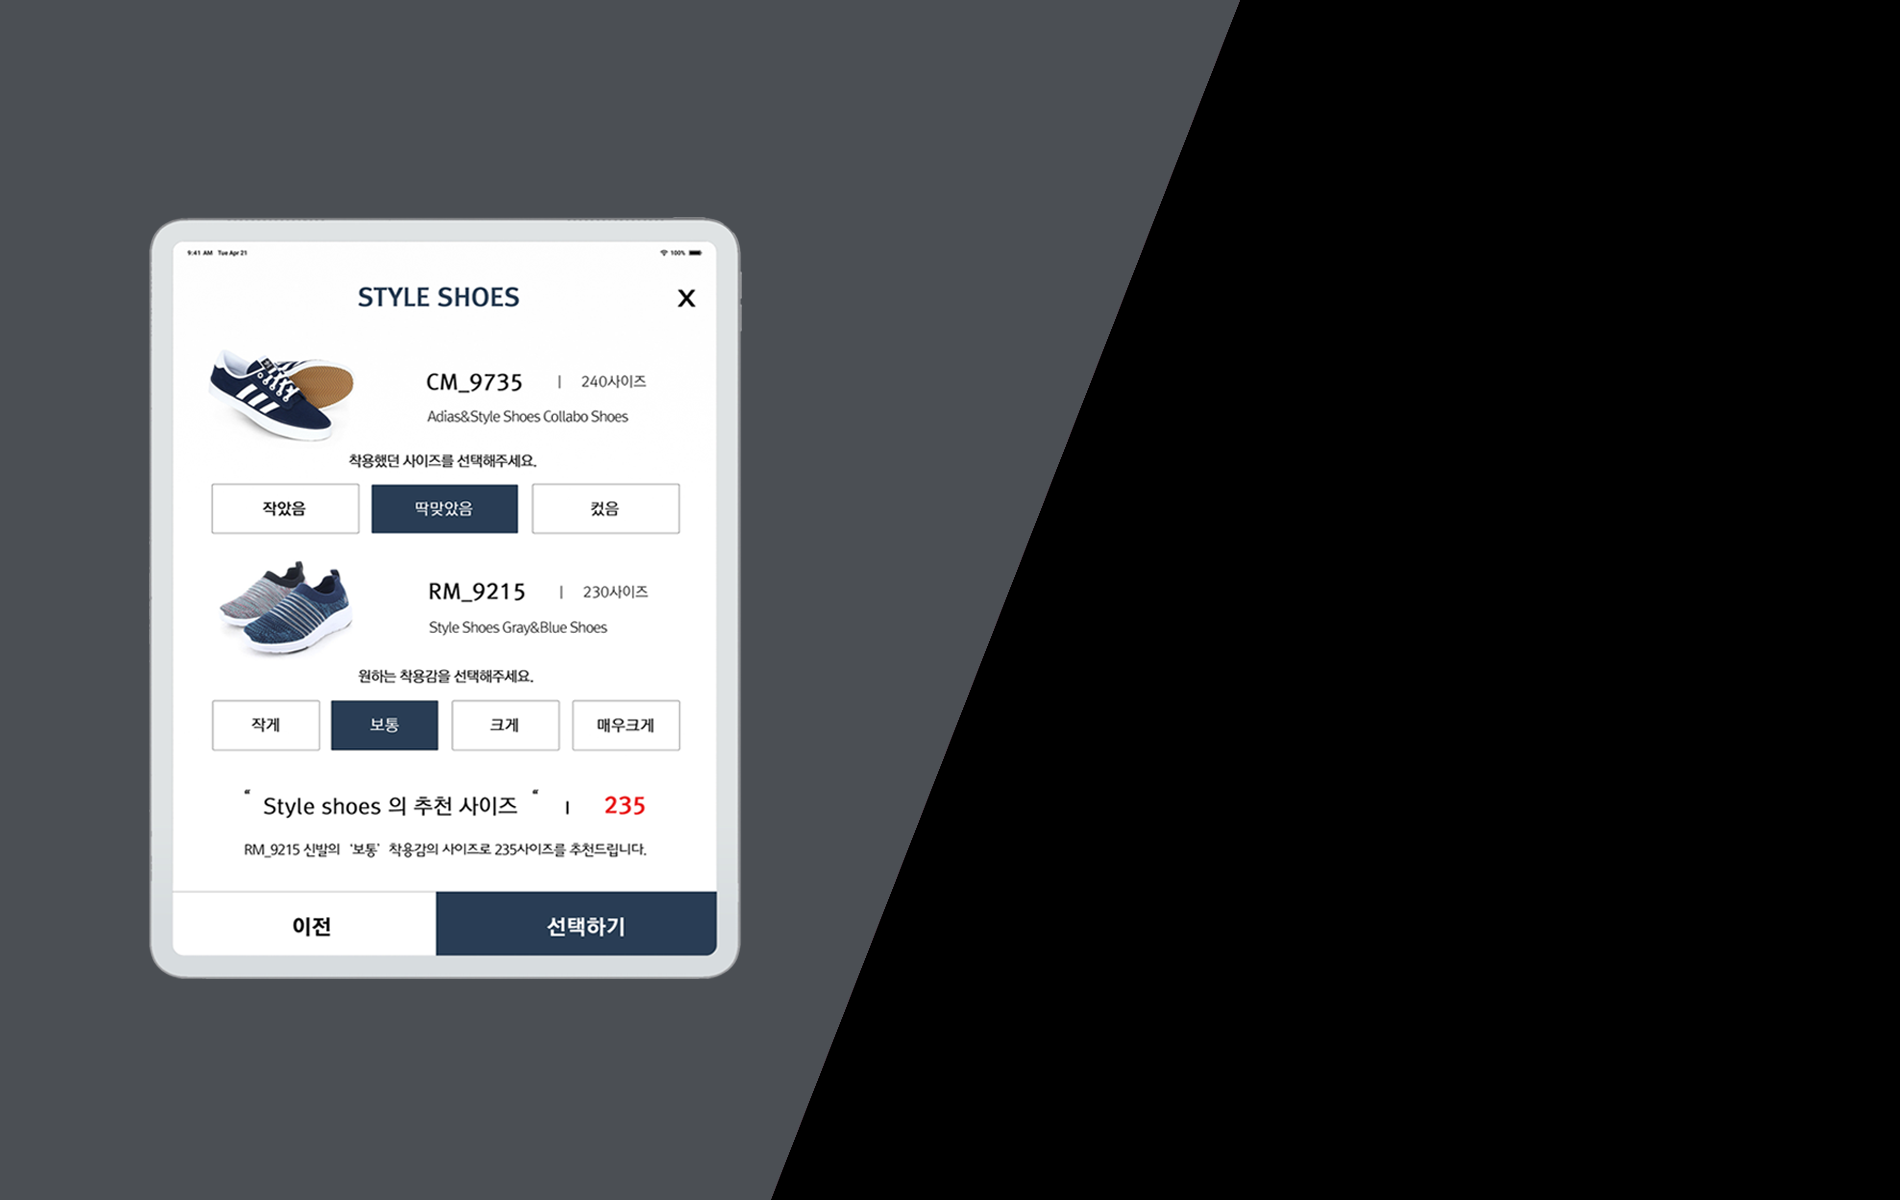 9:41 AM Tue Apr 21 100%
STYLE SHOES X
CM_9735 | 240사이즈
Adias&Style Shoes Collabo Shoes
착용했던 사이즈를 선택해주세요.
작았음 딱맞았음 컸음
RM_9215 | 230사이즈
Style Shoes Gray&Blue Shoes
원하는 착용감을 선택해주세요.
작게 보통 크게 매우크게
“ Style shoes 의 추천 사이즈 “ | 235
RM_9215 신발의 ‘보통’ 착용감의 사이즈로 235사이즈를 추천드립니다.
이전 선택하기